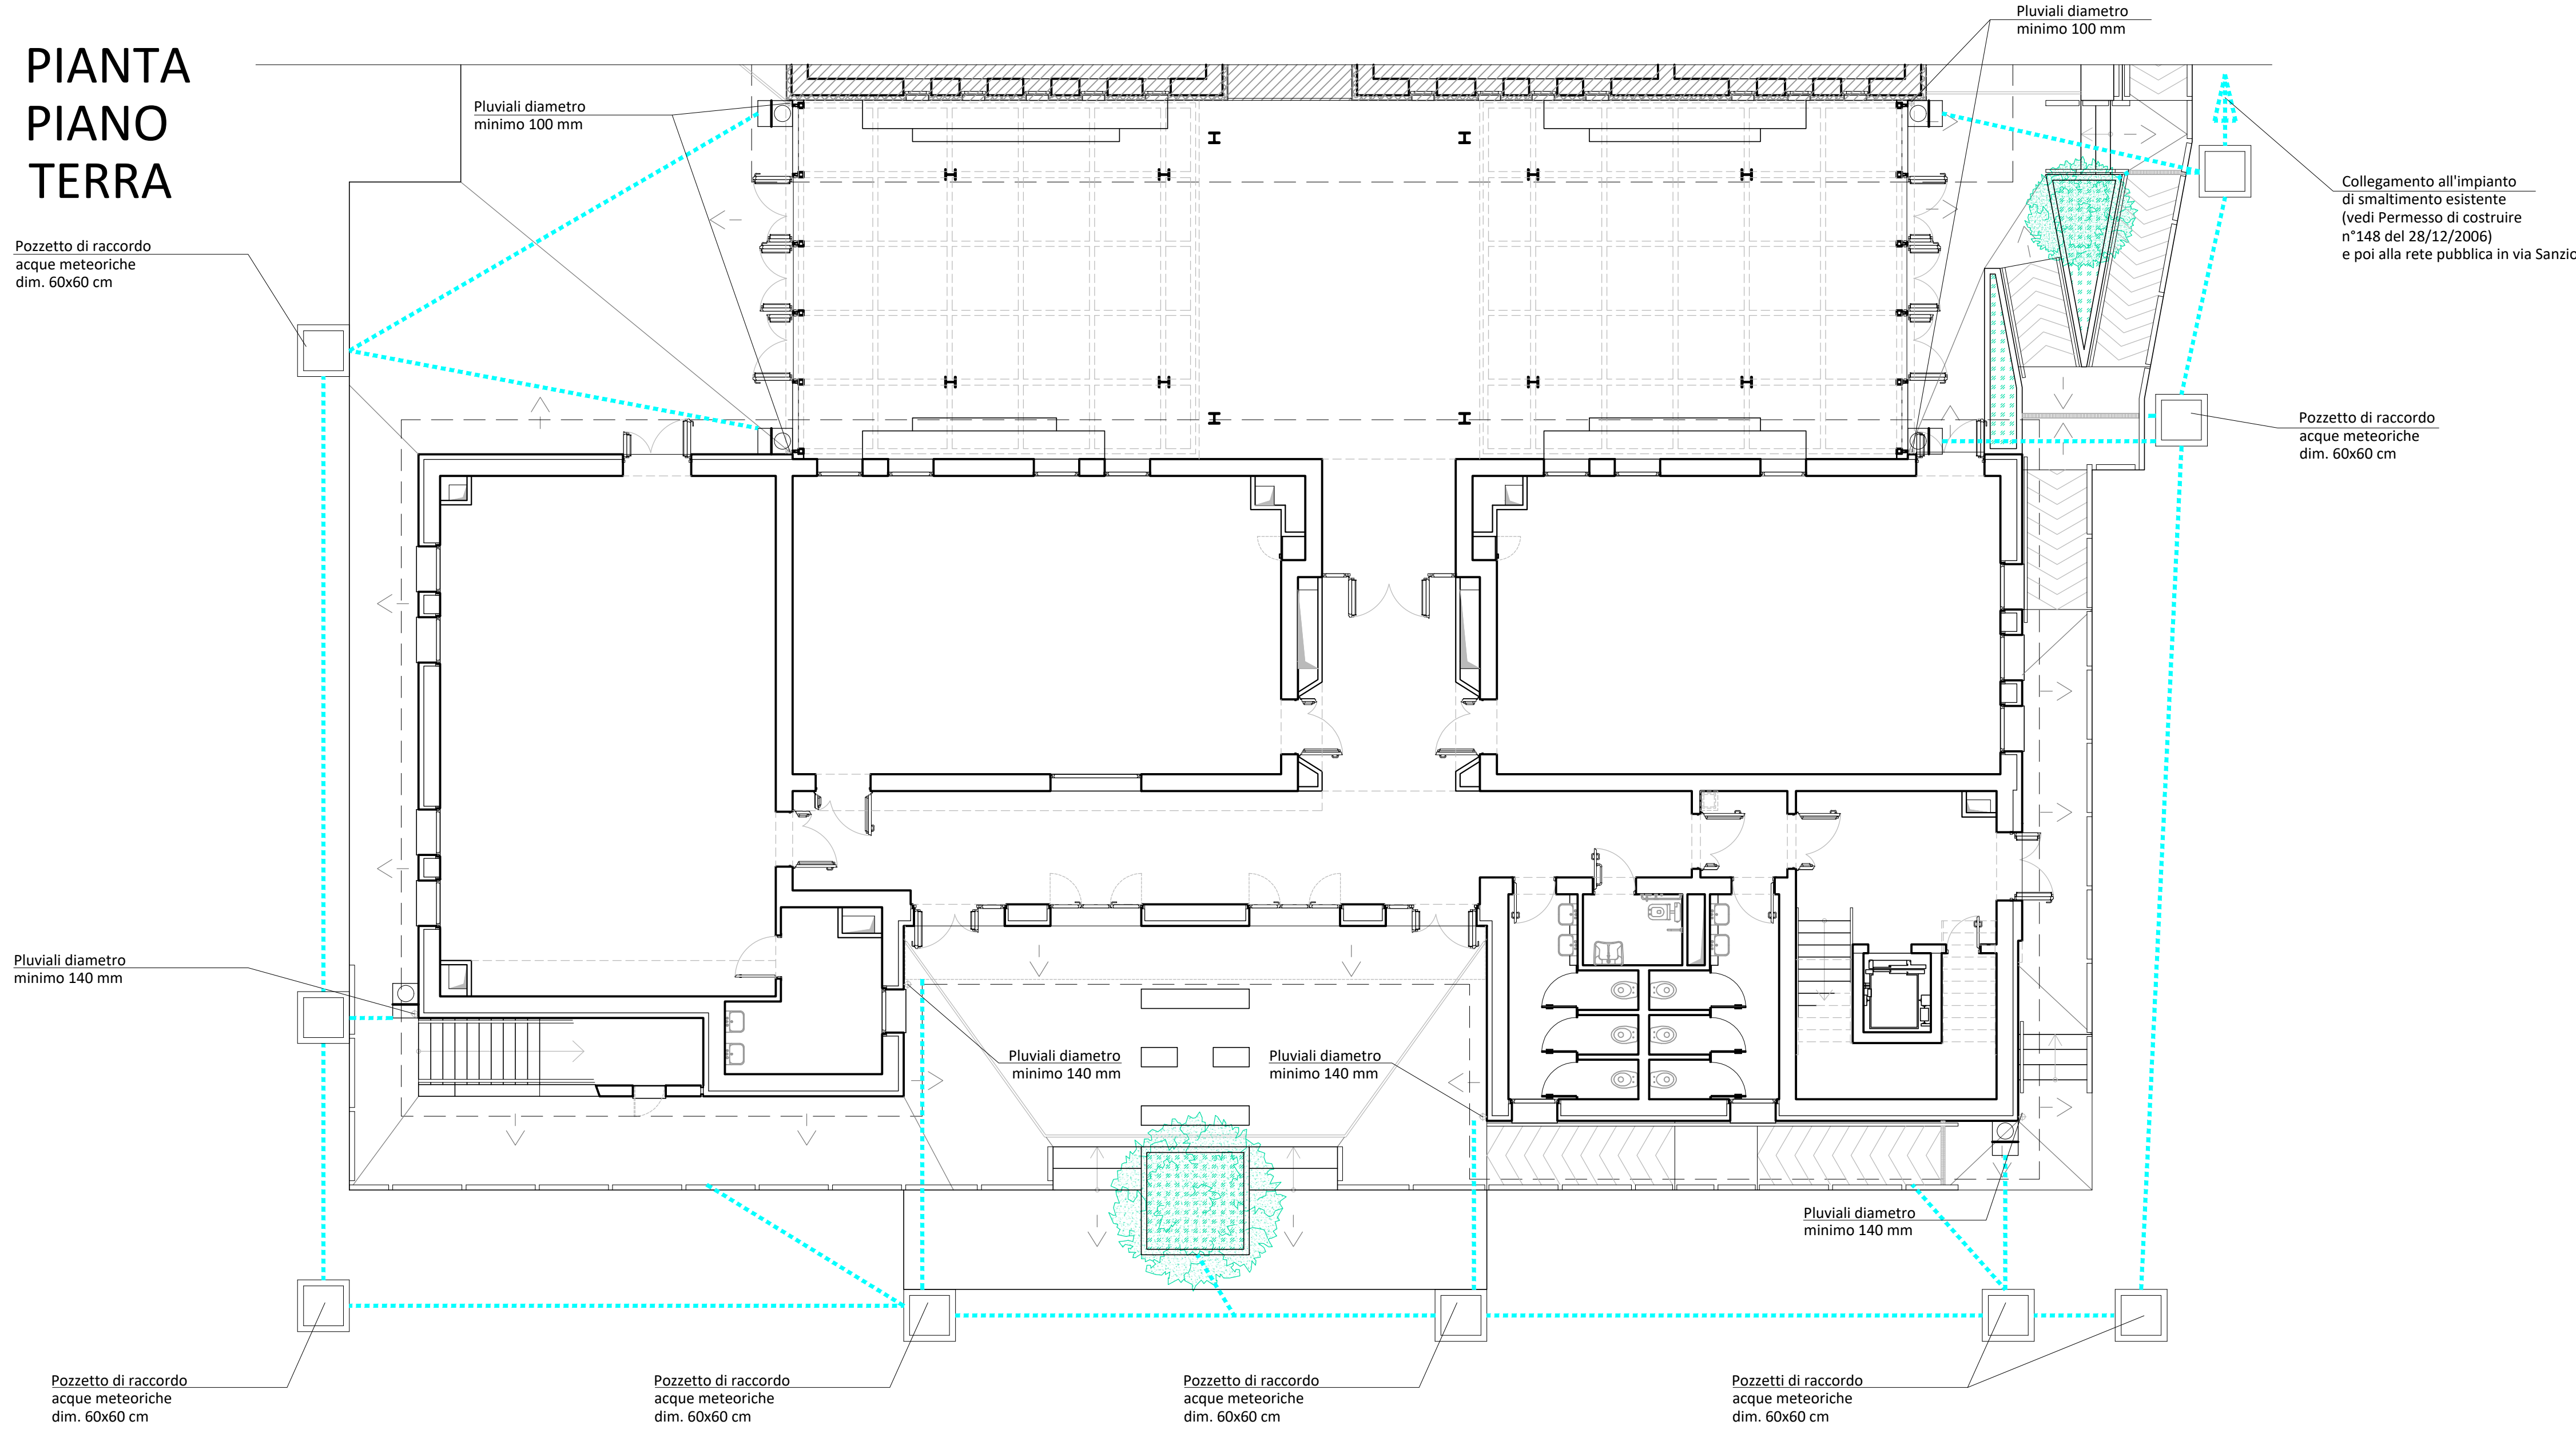 PIANTA
PIANO
TERRA
Pluviali diametro
minimo 100 mm
Pluviali diametro
minimo 100 mm
Collegamento all'impianto
di smaltimento esistente
(vedi Permesso di costruire
n°148 del 28/12/2006)
e poi alla rete pubblica in via Sanzio
Pozzetto di raccordo
acque meteoriche
dim. 60x60 cm
Pozzetto di raccordo
acque meteoriche
dim. 60x60 cm
Pluviali diametro
minimo 140 mm
Pluviali diametro
minimo 140 mm
Pluviali diametro
minimo 140 mm
Pluviali diametro
minimo 140 mm
Pozzetto di raccordo
acque meteoriche
dim. 60x60 cm
Pozzetto di raccordo
acque meteoriche
dim. 60x60 cm
Pozzetto di raccordo
acque meteoriche
dim. 60x60 cm
Pozzetti di raccordo
acque meteoriche
dim. 60x60 cm